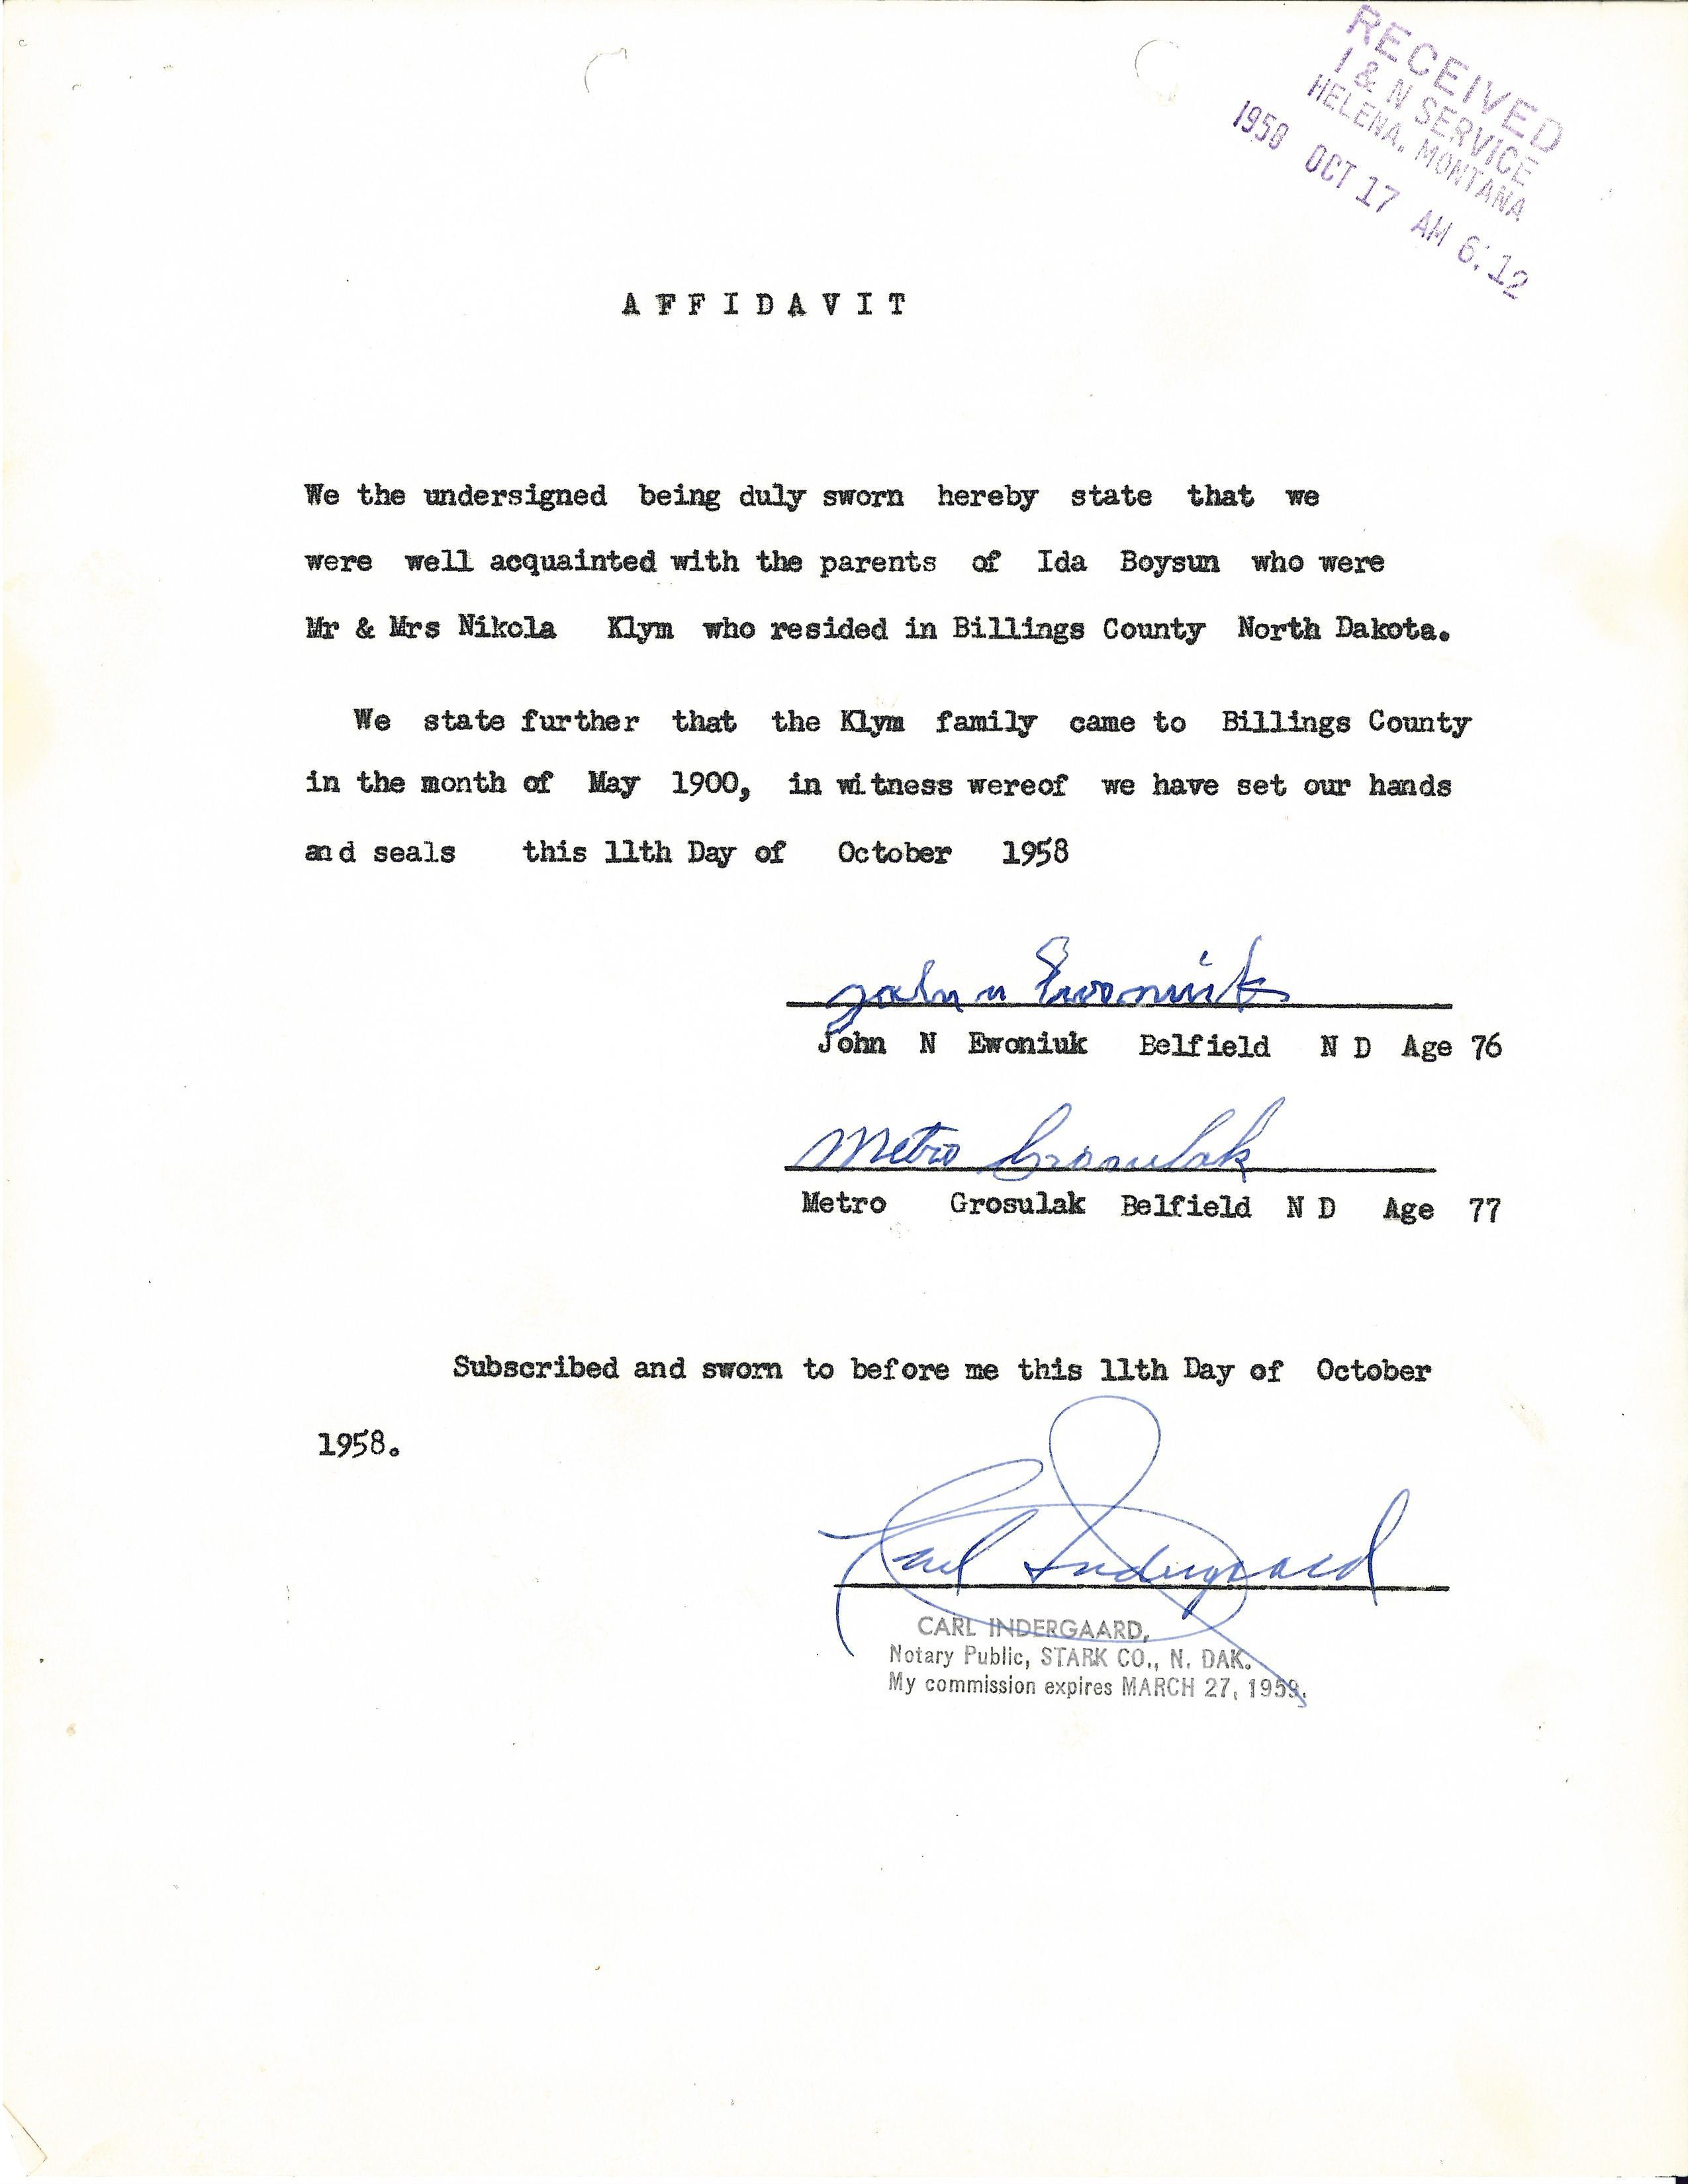 RECEIVED
I & N SERVICE
HELENA, MONTANA
1958 OCT 17 AM 6:12
AFFIDAVIT
We the undersigned being duly sworn hereby state that we
were well acquainted with the parents of Ida Boysun who were
Mr & Mrs Nikola Klym who resided in Billings County North Dakota.
We state further that the Klym family came to Billings County
in the month of May 1900, in witness wereof we have set our hands
and seals this 11th Day of October 1958
John N Ewoniuk
John N Ewoniuk Belfield N D Age 76
Metro Grosulak
Metro Grosulak Belfield N D Age 77
Subscribed and sworn to before me this 11th Day of October
1958.
Carl Indergaard
CARL INDERGAARD,
Notary Public, STARK CO., N. DAK.
My commission expires MARCH 27, 1959.